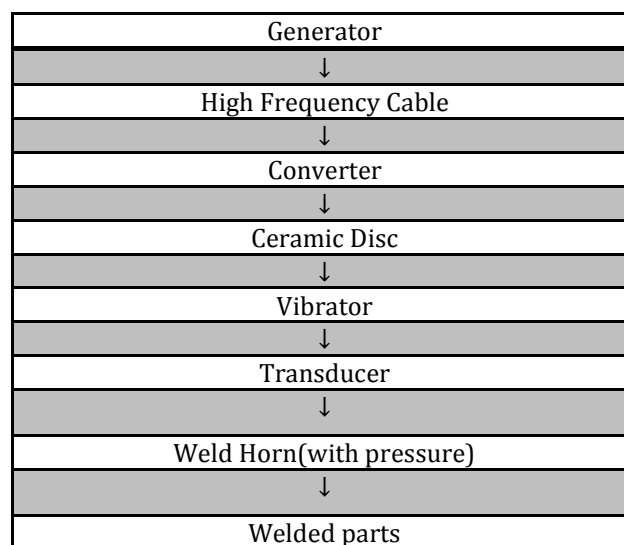 Generator
↓
High Frequency Cable
↓
Converter
↓
Ceramic Disc
↓
Vibrator
↓
Transducer
↓
Weld Horn(with pressure)
↓
Welded parts